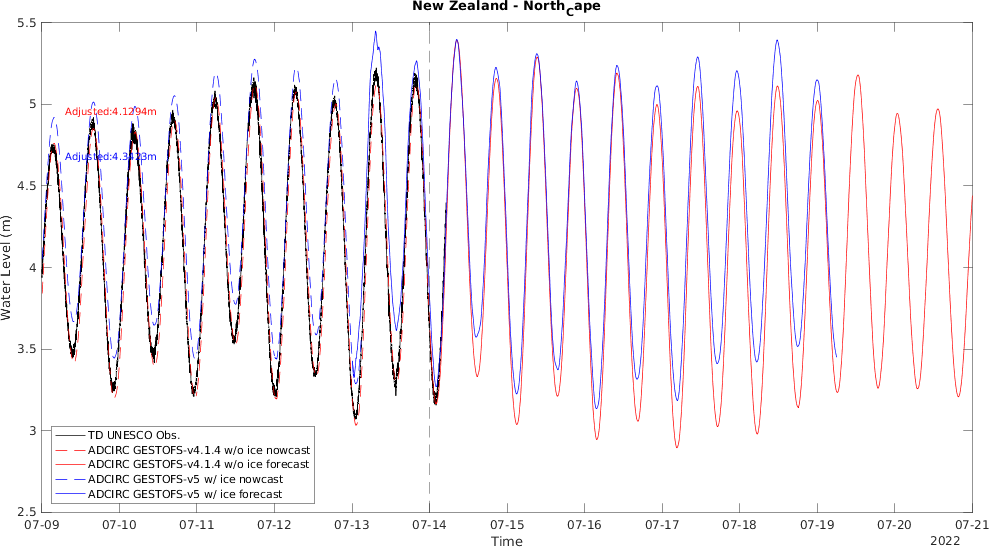 New Zealand - NorthCape
5.5
5
4.5
4
3.5
3
2.5
Water Level (m)
Adjusted:4.1294m
Adjusted:4.3423m
TD UNESCO Obs.
ADCIRC GESTOFS-v4.1.4 w/o ice nowcast
ADCIRC GESTOFS-v4.1.4 w/o ice forecast
ADCIRC GESTOFS-v5 w/ ice nowcast
ADCIRC GESTOFS-v5 w/ ice forecast
07-09 07-10 07-11 07-12 07-13 07-14 07-15 07-16 07-17 07-18 07-19 07-20 07-21
Time
2022